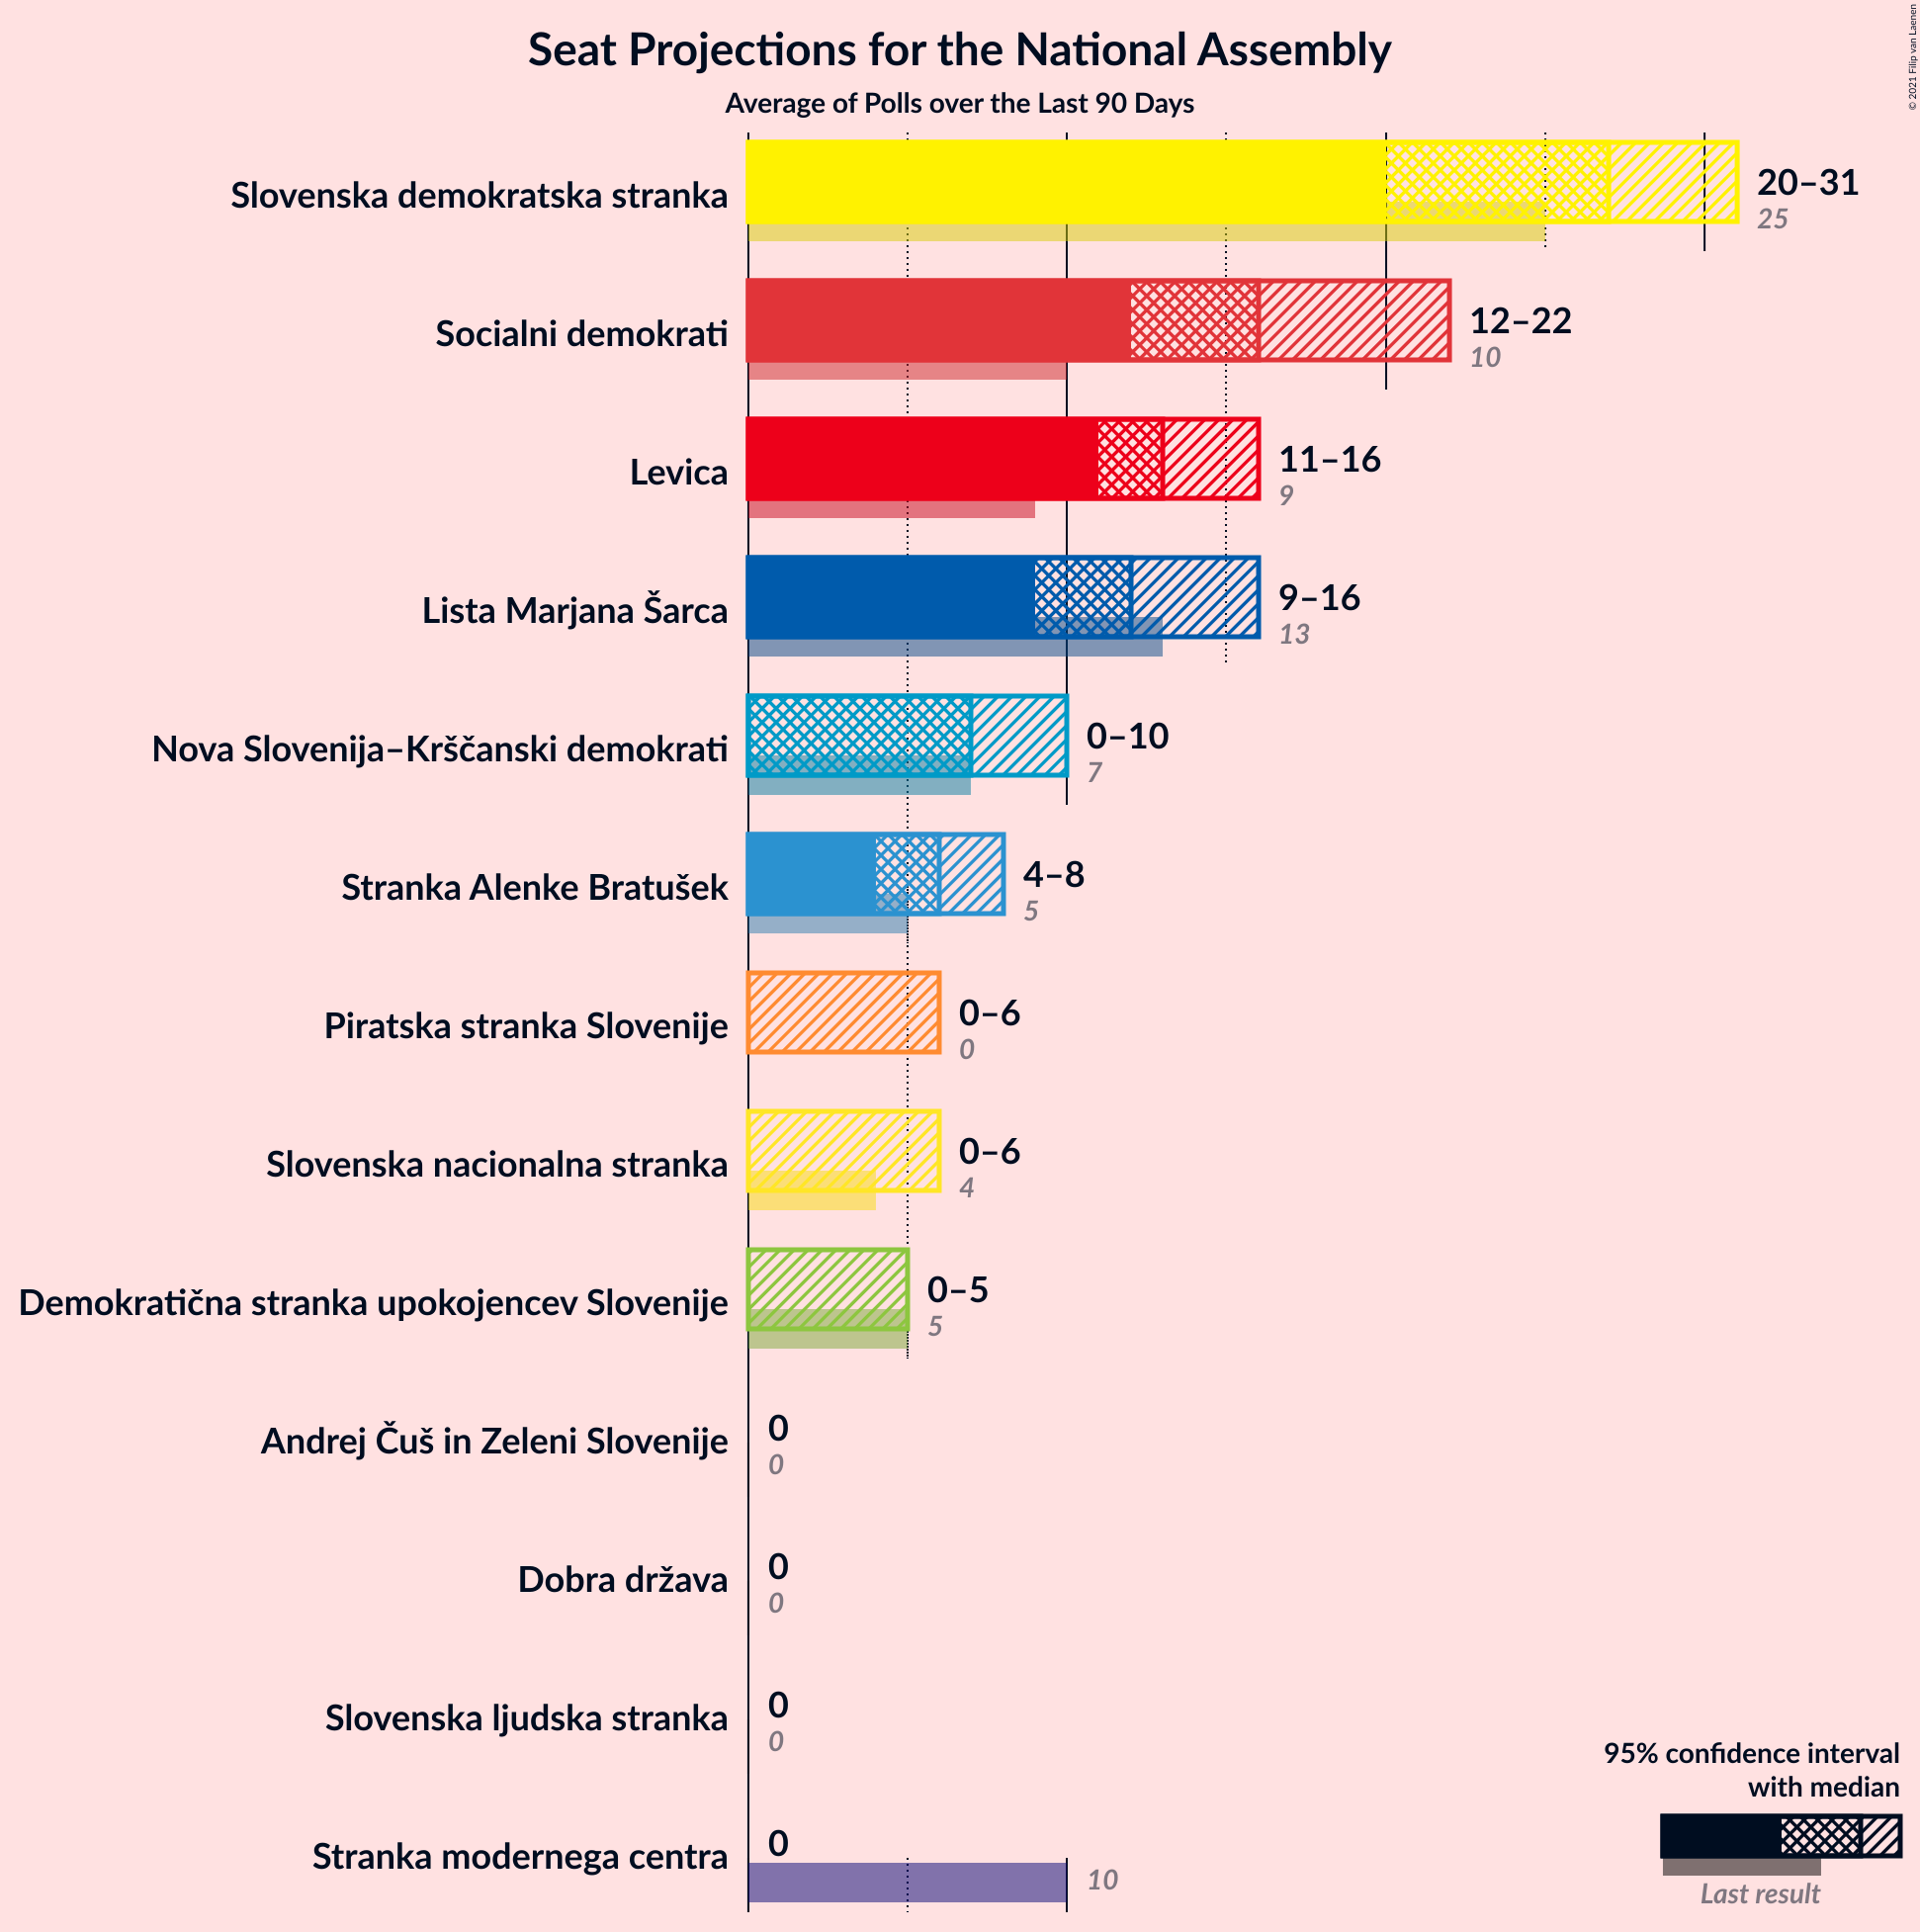 Seat Projections for the National Assembly
Average of Polls over the Last 90 Days
© 2021 Filip van Laenen
Slovenska demokratska stranka
20–31
25
Socialni demokrati
12–22
10
Levica
11–16
9
Lista Marjana Šarca
9–16
13
Nova Slovenija–Krščanski demokrati
0–10
7
Stranka Alenke Bratušek
4–8
5
Piratska stranka Slovenije
0–6
0
Slovenska nacionalna stranka
0–6
4
Demokratična stranka upokojencev Slovenije
0–5
5
Andrej Čuš in Zeleni Slovenije
0
0
Dobra država
0
0
Slovenska ljudska stranka
0
0
Stranka modernega centra
0
10
95% confidence interval
with median
Last result